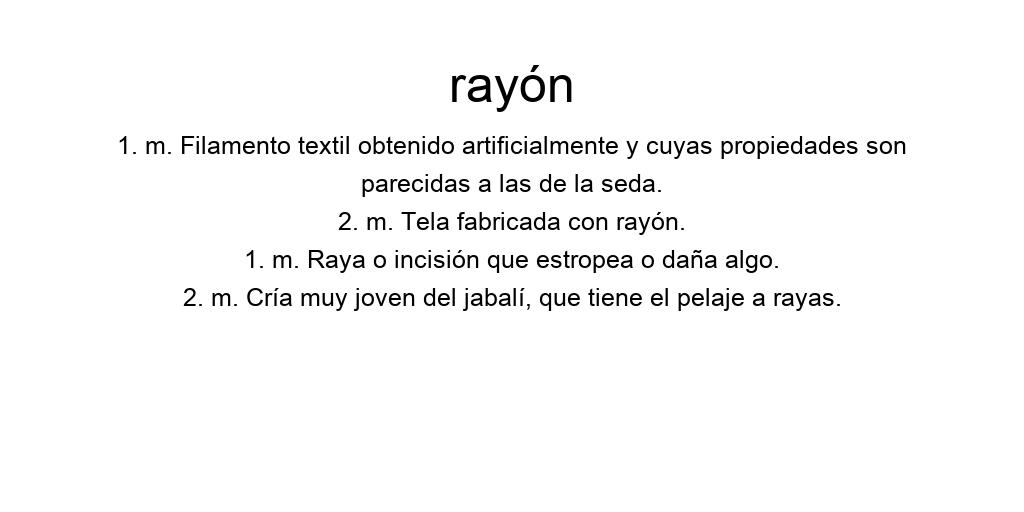 rayón
1. m. Filamento textil obtenido artificialmente y cuyas propiedades son
parecidas a las de la seda.
2. m. Tela fabricada con rayón.
1. m. Raya o incisión que estropea o daña algo.
2. m. Cría muy joven del jabalí, que tiene el pelaje a rayas.